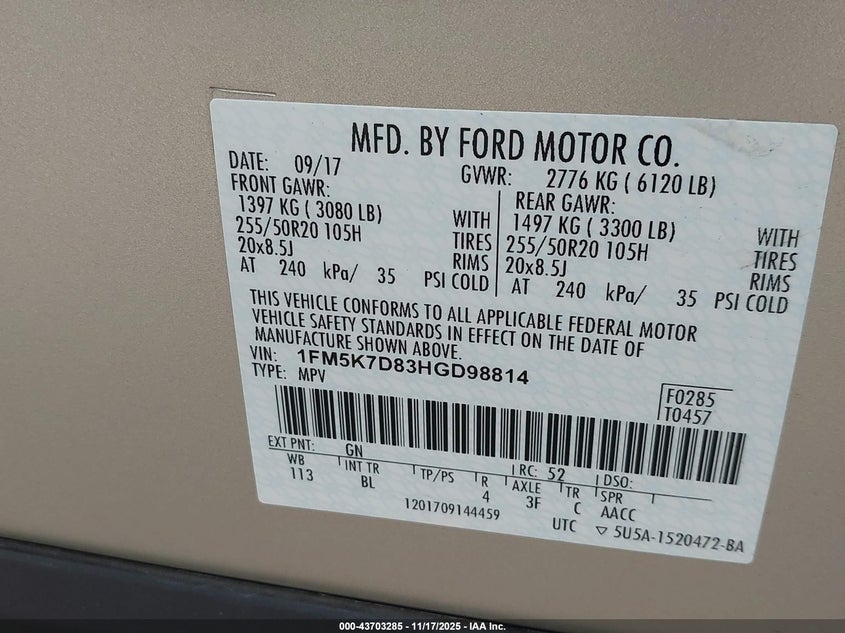 MFD. BY FORD MOTOR CO.
DATE: 09/17 GVWR: 2776 KG ( 6120 LB)
FRONT GAWR: REAR GAWR:
1397 KG ( 3080 LB) WITH 1497 KG ( 3300 LB) WITH
255/50R20 105H TIRES 255/50R20 105H TIRES
20x8.5J RIMS 20x8.5J RIMS
AT 240 kPa/ 35 PSI COLD AT 240 kPa/ 35 PSI COLD
THIS VEHICLE CONFORMS TO ALL APPLICABLE FEDERAL MOTOR
VEHICLE SAFETY STANDARDS IN EFFECT ON THE DATE OF
MANUFACTURE SHOWN ABOVE.
VIN: 1FM5K7D83HGD98814
TYPE: MPV
F0285
T0457
EXT PNT: GN RC: 52 DSO:
WB INT TR TP/PS R AXLE TR SPR
113 BL 4 3F C AACC
1201709144459 UTC ▽ 5U5A-1520472-BA
000-43703285 - 11/17/2025 - IAA Inc.